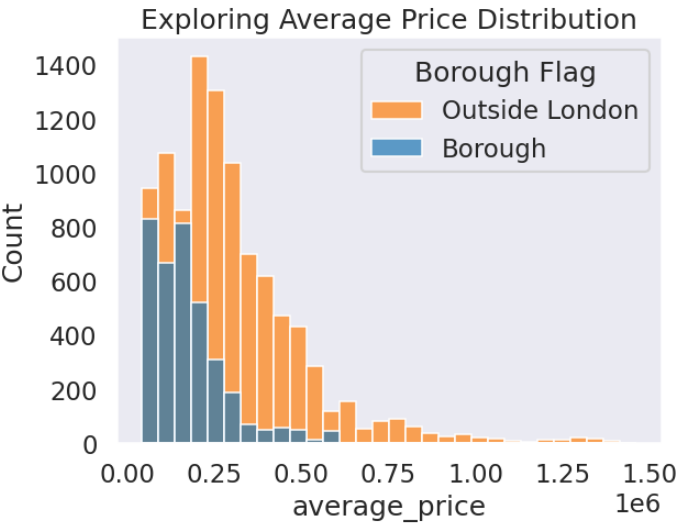 Exploring Average Price Distribution
Borough Flag
Outside London
Borough
Count
1400
1200
1000
800
600
400
200
0
0.00 0.25 0.50 0.75 1.00 1.25 1.50
1e6
average_price